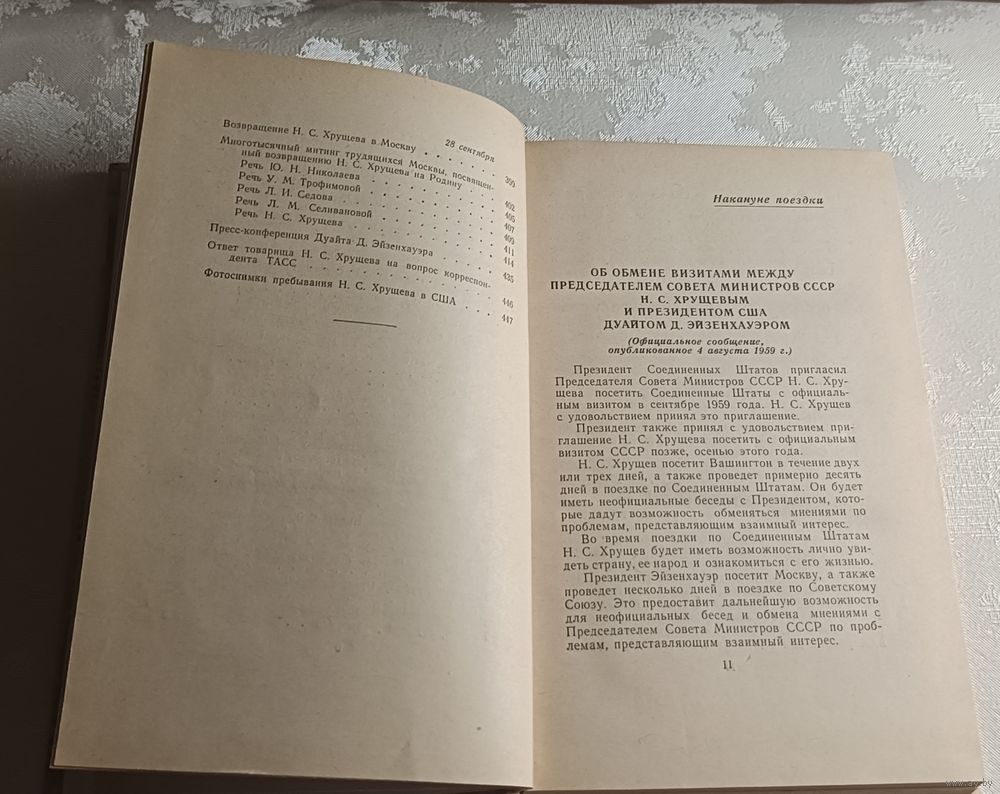 28 сентября
Возвращение Н. С. Хрущева в Москву . . . . . 399
Многотысячный митинг трудящихся Москвы, посвящен-
ный возвращению Н. С. Хрущева на Родину . . 402
Речь Ю. Н. Николаева . . . . . . . 405
Речь У. М. Трофимовой . . . . . . . 407
Речь Л. И. Седова . . . . . . . . 409
Речь Л. М. Селивановой . . . . . . . 411
Речь Н. С. Хрущева . . . . . . . . 414
Пресс-конференция Дуайта Д. Эйзенхауэра . . . . 435
Ответ товарища Н. С. Хрущева на вопрос корреспон-
дента ТАСС . . . . . . . . . . 446
Фотоснимки пребывания Н. С. Хрущева в США . . . 447
Накануне поездки
ОБ ОБМЕНЕ ВИЗИТАМИ МЕЖДУ
ПРЕДСЕДАТЕЛЕМ СОВЕТА МИНИСТРОВ СССР
Н. С. ХРУЩЕВЫМ
И ПРЕЗИДЕНТОМ США
ДУАЙТОМ Д. ЭЙЗЕНХАУЭРОМ
(Официальное сообщение,
опубликованное 4 августа 1959 г.)
Президент Соединенных Штатов пригласил
Председателя Совета Министров СССР Н. С. Хру-
щева посетить Соединенные Штаты с официаль-
ным визитом в сентябре 1959 года. Н. С. Хрущев
с удовольствием принял это приглашение.
Президент также принял с удовольствием при-
глашение Н. С. Хрущева посетить с официальным
визитом СССР позже, осенью этого года.
Н. С. Хрущев посетит Вашингтон в течение двух
или трех дней, а также проведет примерно десять
дней в поездке по Соединенным Штатам. Он будет
иметь неофициальные беседы с Президентом, кото-
рые дадут возможность обменяться мнениями по
проблемам, представляющим взаимный интерес.
Во время поездки по Соединенным Штатам
Н. С. Хрущев будет иметь возможность лично уви-
деть страну, ее народ и ознакомиться с его жизнью.
Президент Эйзенхауэр посетит Москву, а также
проведет несколько дней в поездке по Советскому
Союзу. Это предоставит дальнейшую возможность
для неофициальных бесед и обмена мнениями с
Председателем Совета Министров СССР по проб-
лемам, представляющим взаимный интерес.
11